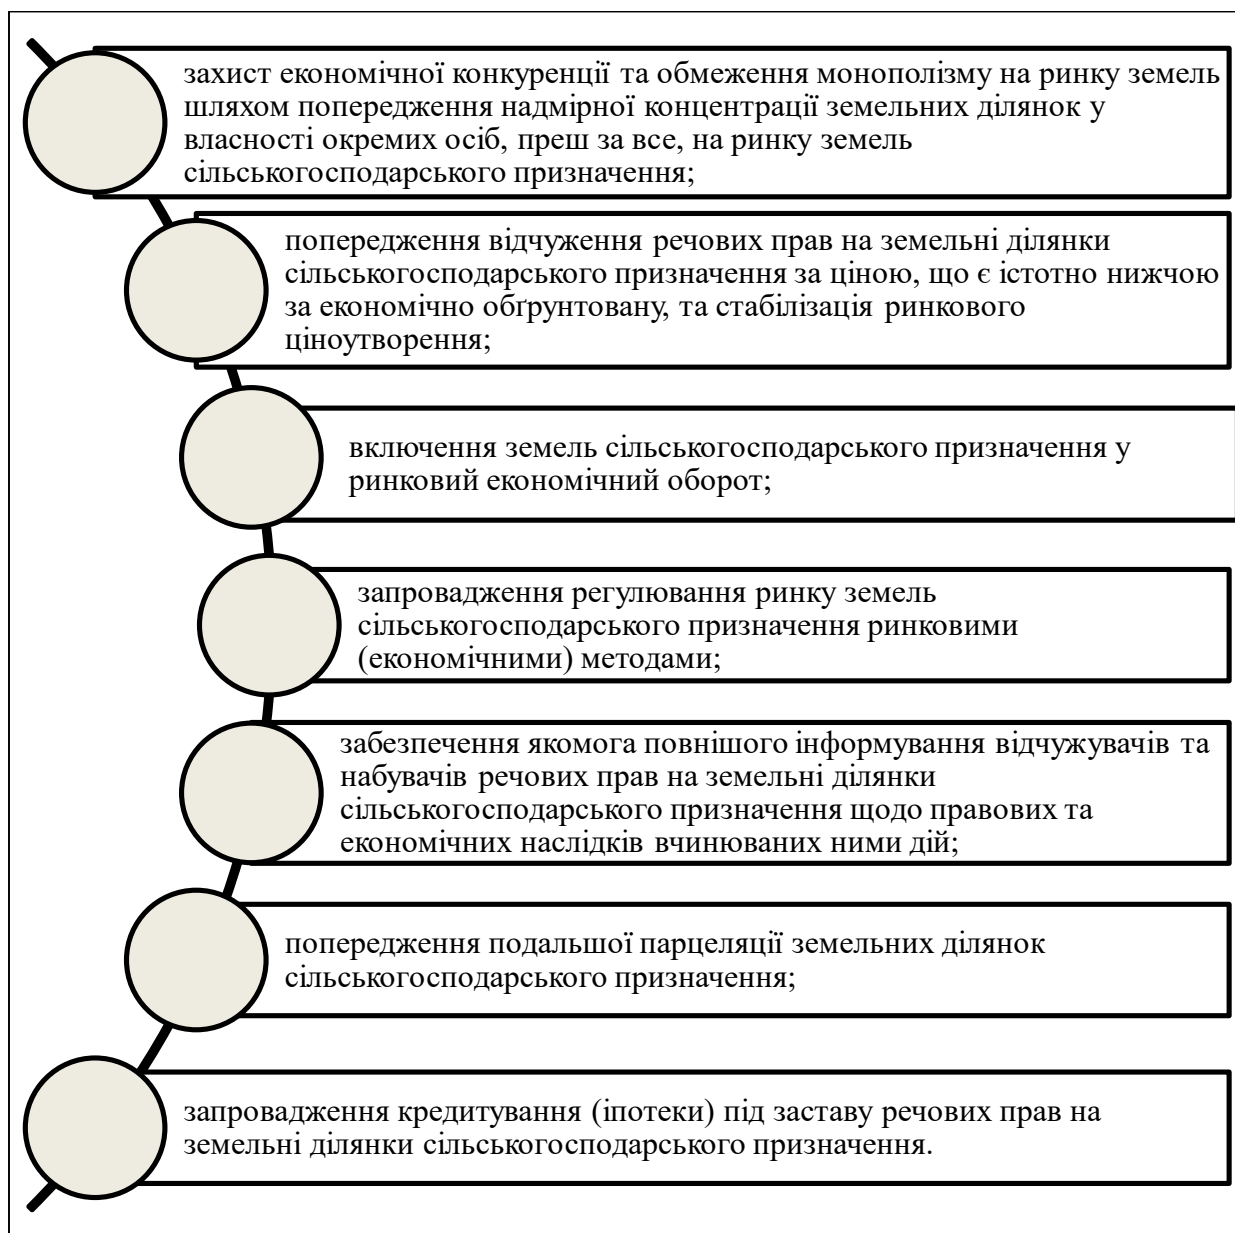 захист економічної конкуренції та обмеження монополізму на ринку земель
шляхом попередження надмірної концентрації земельних ділянок у
власності окремих осіб, преш за все, на ринку земель
сільськогосподарського призначення;
попередження відчуження речових прав на земельні ділянки
сільськогосподарського призначення за ціною, що є істотно нижчою
за економічно обґрунтовану, та стабілізація ринкового
ціноутворення;
включення земель сільськогосподарського призначення у
ринковий економічний оборот;
запровадження регулювання ринку земель
сільськогосподарського призначення ринковими
(економічними) методами;
забезпечення якомога повнішого інформування відчужувачів та
набувачів речових прав на земельні ділянки
сільськогосподарського призначення щодо правових та
економічних наслідків вчинюваних ними дій;
попередження подальшої парцеляції земельних ділянок
сільськогосподарського призначення;
запровадження кредитування (іпотеки) під заставу речових прав на
земельні ділянки сільськогосподарського призначення.